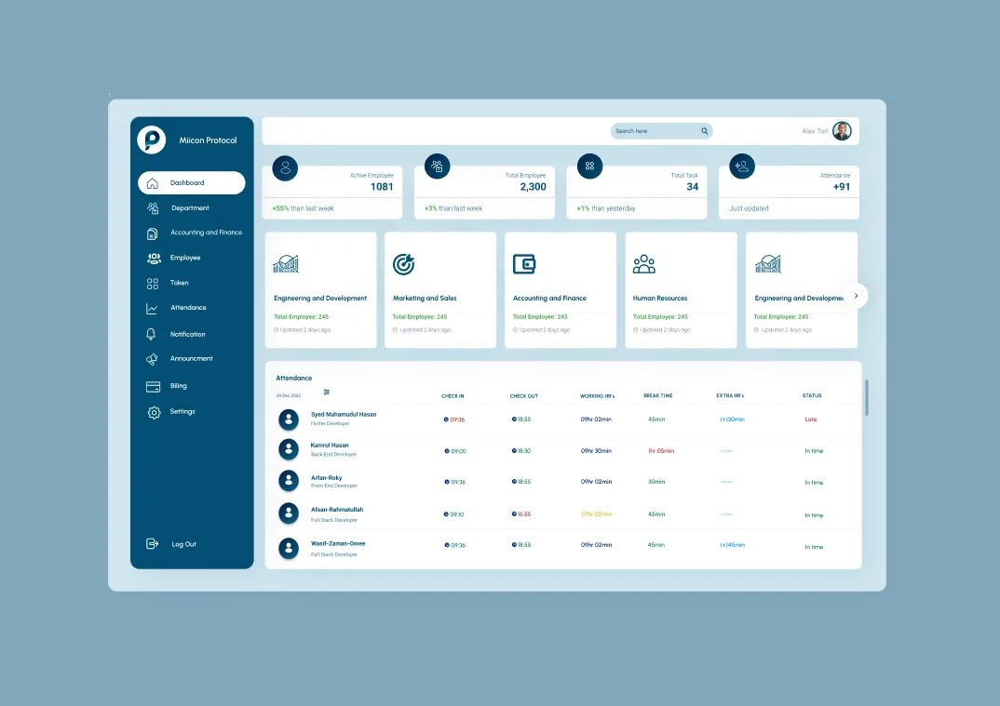 Miicon Protocol
Dashboard
Department
Accounting and Finance
Employee
Token
Attendance
Notification
Announcment
Biling
Settings
Log Out
Search here
Alex Tori
Active Employee
1081
+55% than last week
Total Employee
2,300
+3% than last week
Total Task
34
+1% than yesterday
Attendance
+91
Just updated
Engineering and Development
Total Employee: 245
Updated 2 days ago
Marketing and Sales
Total Employee: 245
Updated 2 days ago
Accounting and Finance
Total Employee: 245
Updated 2 days ago
Human Resources
Total Employee: 245
Updated 2 days ago
Engineering and Developmen
Total Employee: 245
Updated 2 days ago
Attendance
24 Dec 2022
CHECK IN CHECK OUT WORKING HR's BREAK TIME EXTRA HR's STATUS
Syed Mahamudul Hasan
Flutter Developer
09:36 18:55 09hr 02min 45min (+)30min Late
Kamrul Hasan
Back-End Developer
09:00 18:30 09hr 30min 1hr 05min --:-- In time
Arfan-Roky
Front-End Developer
09:36 18:55 09hr 02min 30min --:-- In time
Afsan-Rahmatullah
Full-Stack Developer
09:10 16:55 07hr 02min 45min --:-- In time
Wasif-Zaman-Omee
Full-Stack Developer
09:36 18:55 09hr 02min 45min (+)45min In time